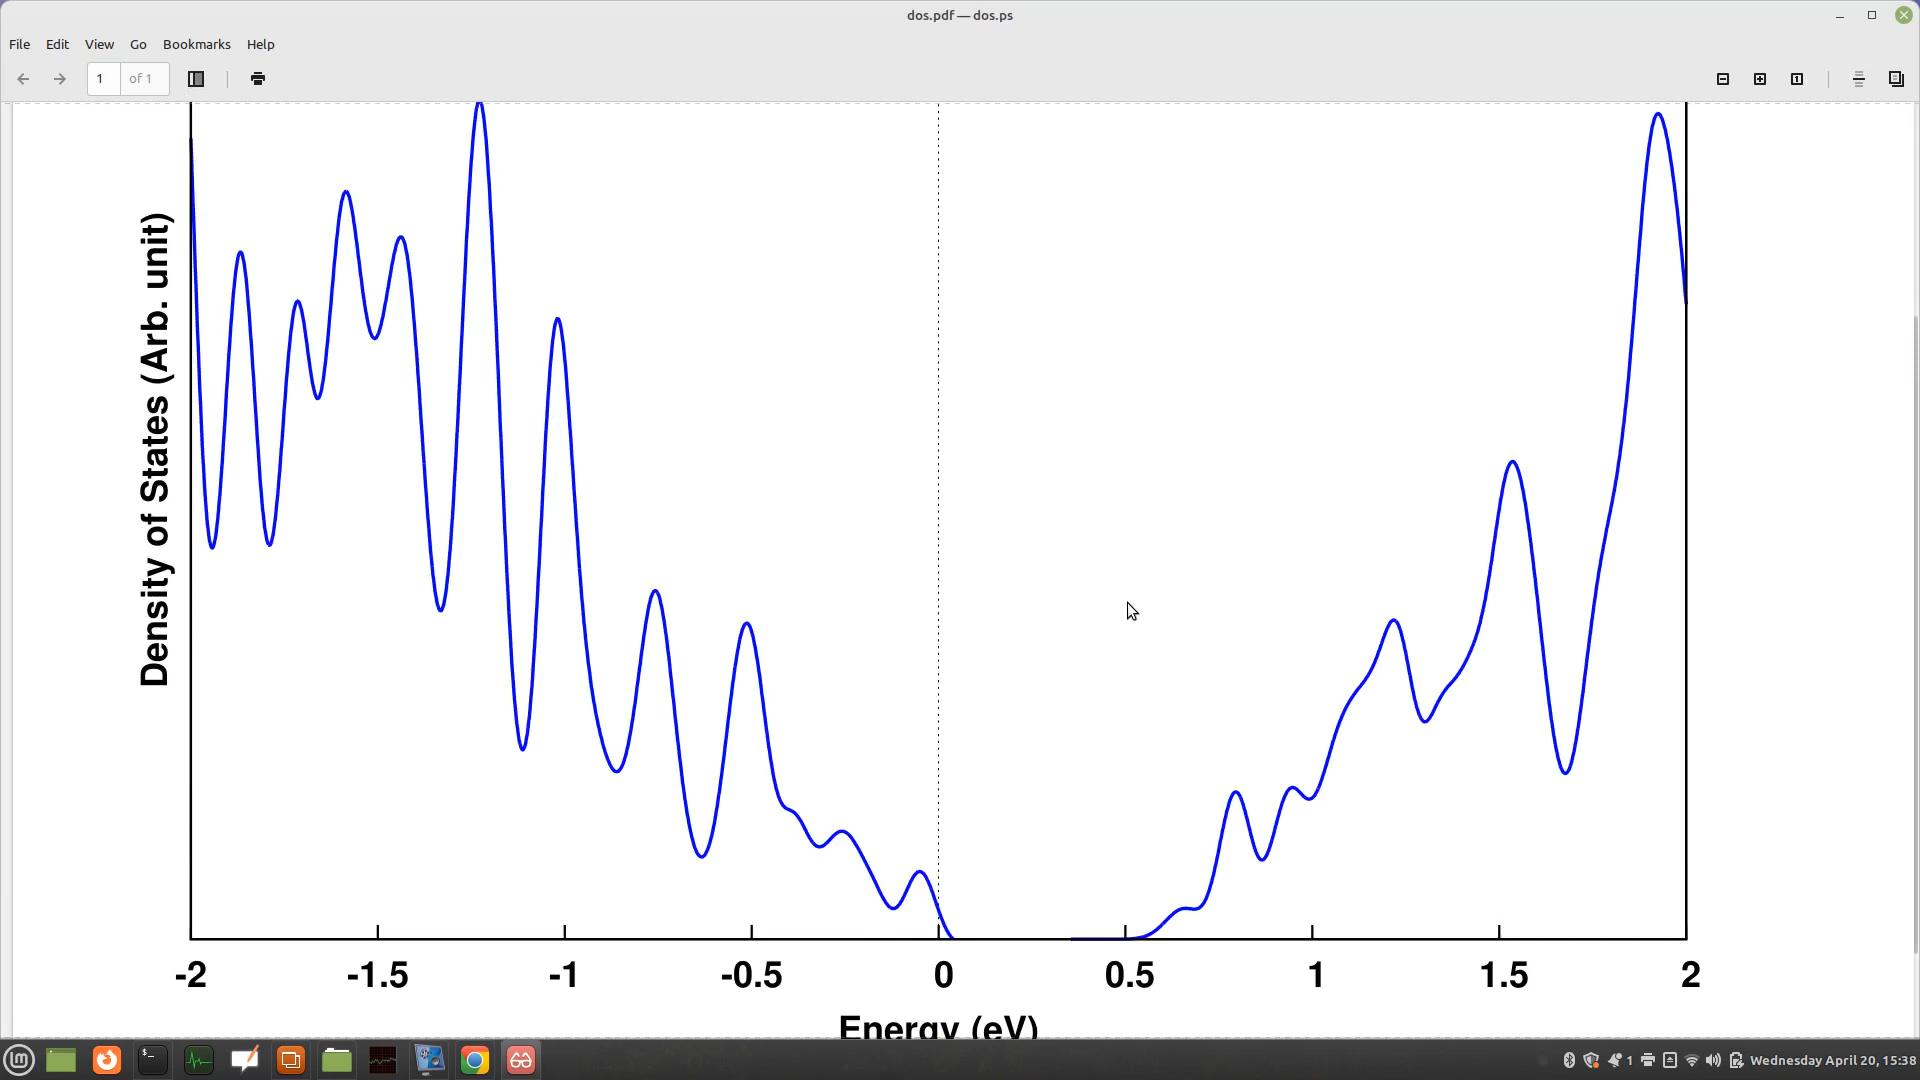 dos.pdf — dos.ps
File Edit View Go Bookmarks Help
1 of 1
Density of States (Arb. unit)
-2 -1.5 -1 -0.5 0 0.5 1 1.5 2
Energy (eV)
1 Wednesday April 20, 15:38